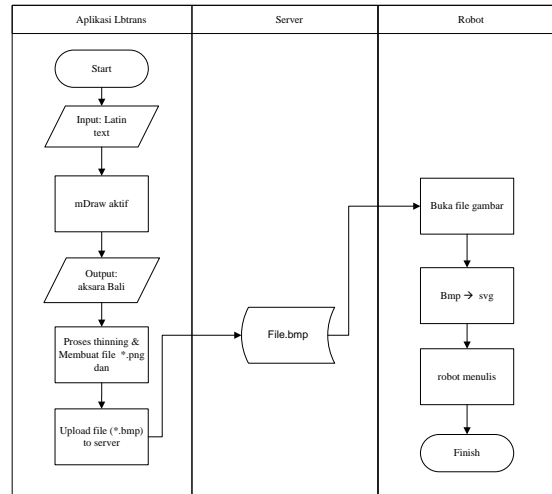 Aplikasi Lbtrans
Server
Robot
Start
Input: Latin
text
mDraw aktif
Output:
aksara Bali
Proses thinning &
Membuat file *.png
dan
Upload file (*.bmp)
to server
File.bmp
Buka file gambar
Bmp → svg
robot menulis
Finish